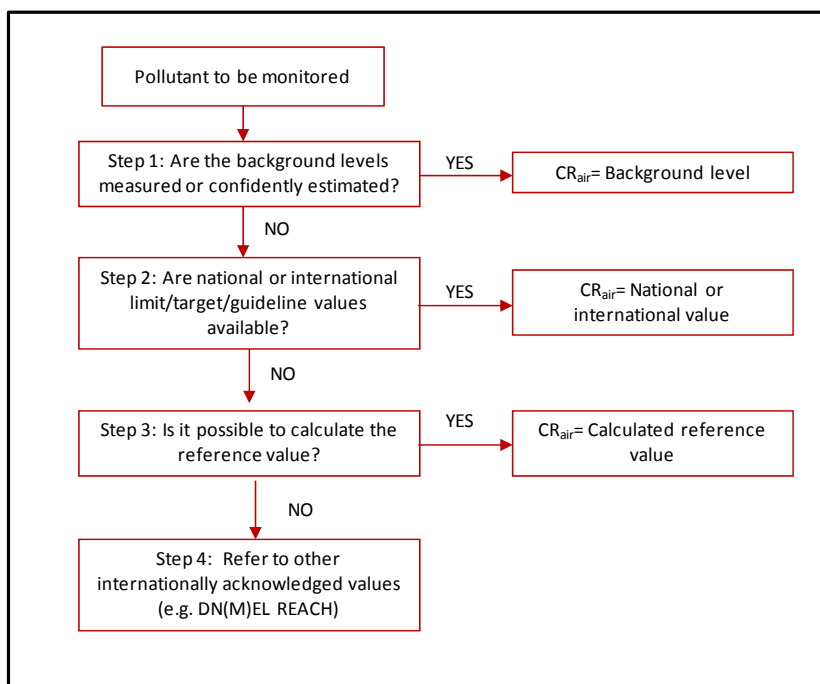 Pollutant to be monitored
Step 1: Are the background levels
measured or confidently estimated?
YES
CRair= Background level
NO
Step 2: Are national or international
limit/target/guideline values
available?
YES
CRair= National or
international value
NO
Step 3: Is it possible to calculate the
reference value?
YES
CRair= Calculated reference
value
NO
Step 4:  Refer to other
internationally acknowledged values
(e.g. DN(M)EL REACH)